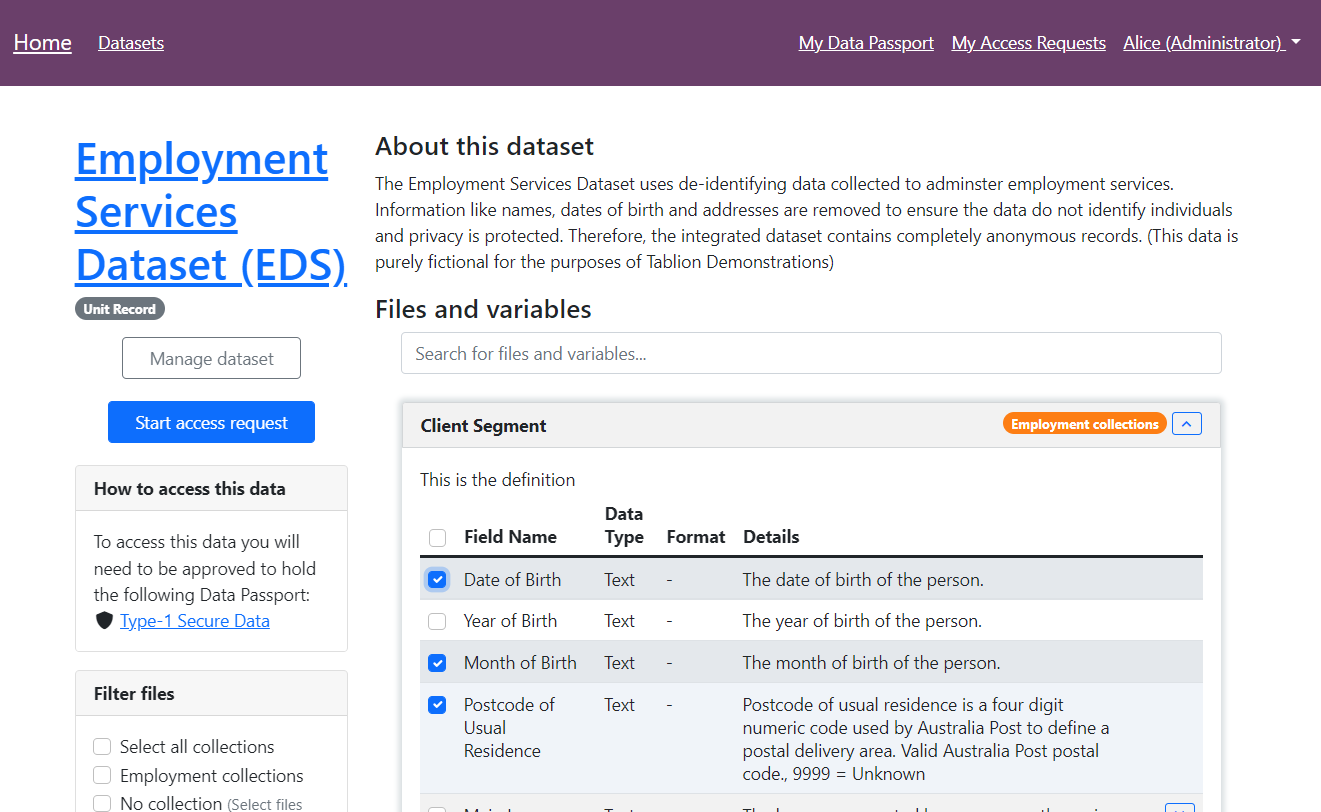 Home Datasets My Data Passport My Access Requests Alice (Administrator)
Employment
Services
Dataset (EDS)
Unit Record
Manage dataset
Start access request
How to access this data
To access this data you will
need to be approved to hold
the following Data Passport:
Type-1 Secure Data
Filter files
Select all collections
Employment collections
No collection (Select files
About this dataset
The Employment Services Dataset uses de-identifying data collected to adminster employment services.
Information like names, dates of birth and addresses are removed to ensure the data do not identify individuals
and privacy is protected. Therefore, the integrated dataset contains completely anonymous records. (This data is
purely fictional for the purposes of Tablion Demonstrations)
Files and variables
Search for files and variables...
Client Segment Employment collections
This is the definition
Data
Field Name Type Format Details
Date of Birth Text - The date of birth of the person.
Year of Birth Text - The year of birth of the person.
Month of Birth Text - The month of birth of the person.
Postcode of Text - Postcode of usual residence is a four digit
Usual numeric code used by Australia Post to define a
Residence postal delivery area. Valid Australia Post postal
code., 9999 = Unknown